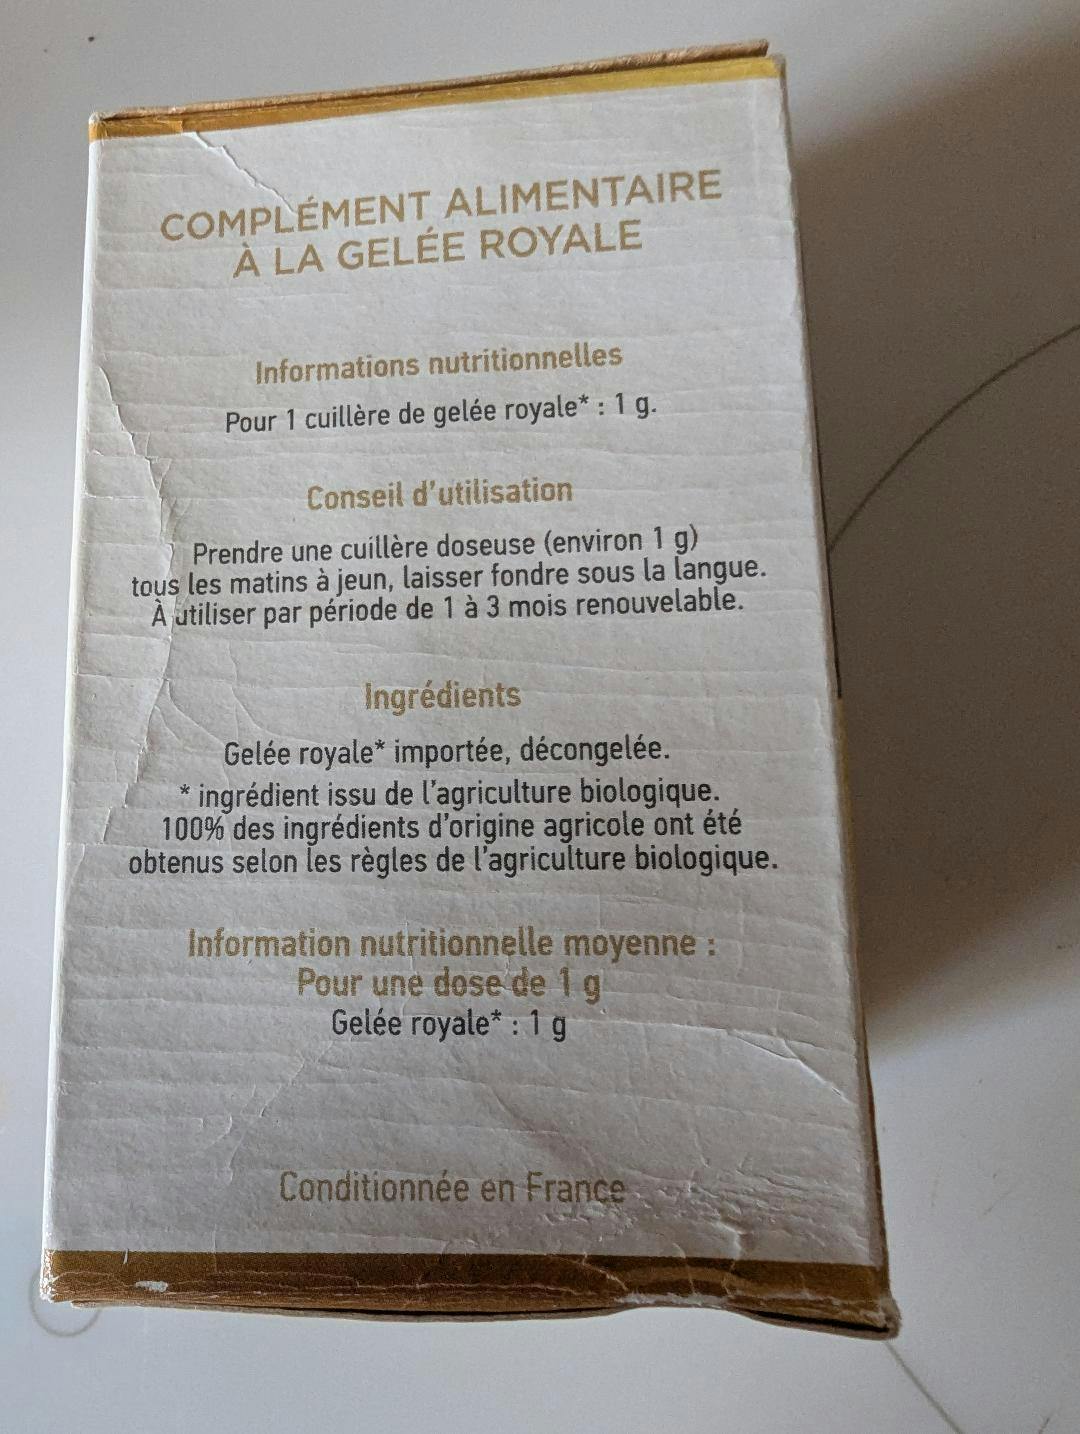 COMPLÉMENT ALIMENTAIRE
À LA GELÉE ROYALE
Informations nutritionnelles
Pour 1 cuillère de gelée royale* : 1 g.
Conseil d'utilisation
Prendre une cuillère doseuse (environ 1 g)
tous les matins à jeun, laisser fondre sous la langue.
À utiliser par période de 1 à 3 mois renouvelable.
Ingrédients
Gelée royale* importée, décongelée.
* ingrédient issu de l'agriculture biologique.
100% des ingrédients d'origine agricole ont été
obtenus selon les règles de l'agriculture biologique.
Information nutritionnelle moyenne :
Pour une dose de 1 g
Gelée royale* : 1 g
Conditionnée en France